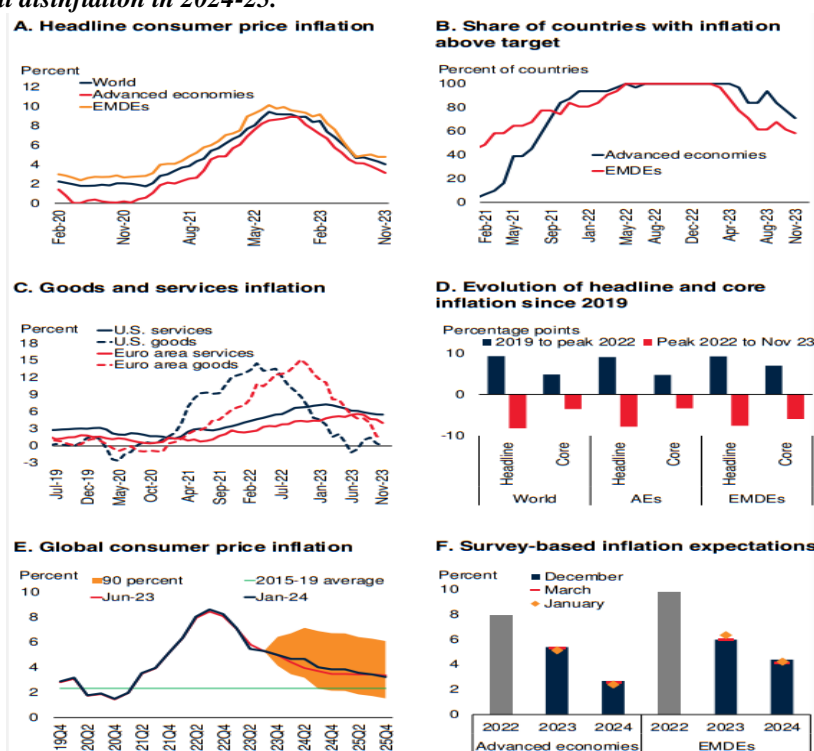 al disinflation in 2024-25.
A. Headline consumer price inflation
Percent
World
Advanced economies
EMDEs
12
10
8
6
4
2
0
Feb-20
Nov-20
Aug-21
May-22
Feb-23
Nov-23
B. Share of countries with inflation
above target
Percent of countries
100
80
60
40
20
0
Advanced economies
EMDEs
Feb-21
May-21
Sep-21
Jan-22
May-22
Aug-22
Dec-22
Apr-23
Aug-23
Nov-23
C. Goods and services inflation
Percent
U.S. services
U.S. goods
Euro area services
Euro area goods
18
15
12
9
6
3
0
-3
Jul-19
Dec-19
May-20
Oct-20
Apr-21
Sep-21
Feb-22
Jul-22
Jan-23
Jun-23
Nov-23
D. Evolution of headline and core
inflation since 2019
Percentage points
2019 to peak 2022
Peak 2022 to Nov 23
10
0
-10
Headline
Core
Headline
Core
Headline
Core
World
AEs
EMDEs
E. Global consumer price inflation
Percent
90 percent
2015-19 average
Jun-23
Jan-24
10
8
6
4
2
0
19Q4
20Q2
20Q4
21Q2
21Q4
22Q2
22Q4
23Q2
23Q4
24Q2
24Q4
25Q2
25Q4
F. Survey-based inflation expectations
Percent
December
March
January
10
8
6
4
2
0
2022
2023
2024
2022
2023
2024
Advanced economies
EMDEs